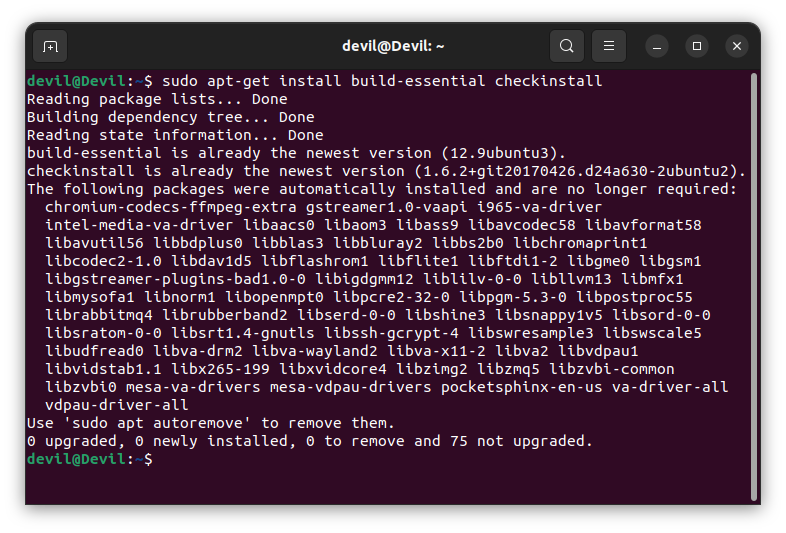 devil@Devil: ~
devil@Devil:~$ sudo apt-get install build-essential checkinstall
Reading package lists... Done
Building dependency tree... Done
Reading state information... Done
build-essential is already the newest version (12.9ubuntu3).
checkinstall is already the newest version (1.6.2+git20170426.d24a630-2ubuntu2).
The following packages were automatically installed and are no longer required:
  chromium-codecs-ffmpeg-extra gstreamer1.0-vaapi i965-va-driver
  intel-media-va-driver libaacs0 libaom3 libass9 libavcodec58 libavformat58
  libavutil56 libbdplus0 libblas3 libbluray2 libbs2b0 libchromaprint1
  libcodec2-1.0 libdav1d5 libflashrom1 libflite1 libftdi1-2 libgme0 libgsm1
  libgstreamer-plugins-bad1.0-0 libigdgmm12 liblilv-0-0 libllvm13 libmfx1
  libmysofa1 libnorm1 libopenmpt0 libpcre2-32-0 libpgm-5.3-0 libpostproc55
  librabbitmq4 librubberband2 libserd-0-0 libshine3 libsnappy1v5 libsord-0-0
  libsratom-0-0 libsrt1.4-gnutls libssh-gcrypt-4 libswresample3 libswscale5
  libudfread0 libva-drm2 libva-wayland2 libva-x11-2 libva2 libvdpau1
  libvidstab1.1 libx265-199 libxvidcore4 libzimg2 libzmq5 libzvbi-common
  libzvbi0 mesa-va-drivers mesa-vdpau-drivers pocketsphinx-en-us va-driver-all
  vdpau-driver-all
Use 'sudo apt autoremove' to remove them.
0 upgraded, 0 newly installed, 0 to remove and 75 not upgraded.
devil@Devil:~$